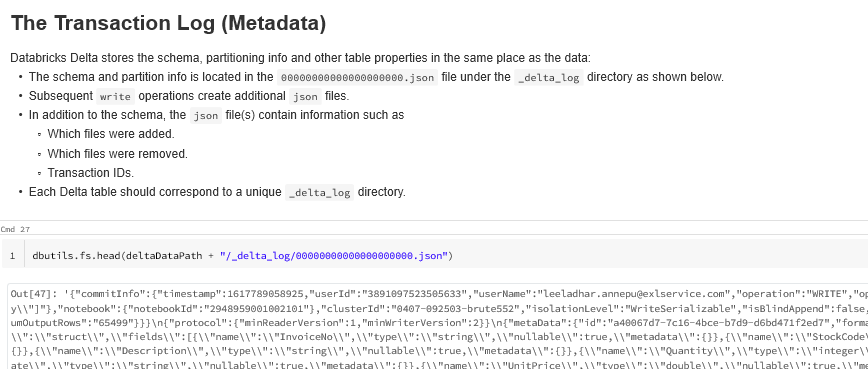 The Transaction Log (Metadata)
Databricks Delta stores the schema, partitioning info and other table properties in the same place as the data:
• The schema and partition info is located in the 00000000000000000000.json file under the _delta_log directory as shown below.
• Subsequent write operations create additional json files.
• In addition to the schema, the json file(s) contain information such as
◦ Which files were added.
◦ Which files were removed.
◦ Transaction IDs.
• Each Delta table should correspond to a unique _delta_log directory.
Cmd 27
1 dbutils.fs.head(deltaDataPath + "/_delta_log/00000000000000000000.json")
Out[47]: '{"commitInfo":{"timestamp":1617789058925,"userId":"3891097523505633","userName":"leeladhar.annepu@exlservice.com","operation":"WRITE","op
y\\"]"},"notebook":{"notebookId":"2948959001002101"},"clusterId":"0407-092503-brute552","isolationLevel":"WriteSerializable","isBlindAppend":false,
umOutputRows":"65499"}}}\n{"protocol":{"minReaderVersion":1,"minWriterVersion":2}}\n{"metaData":{"id":"a40067d7-7c16-4bce-b7d9-d6bd471f2ed7","forma
\\":\\"struct\\",\\"fields\\":[{\\"name\\":\\"InvoiceNo\\",\\"type\\":\\"string\\",\\"nullable\\":true,\\"metadata\\":{}},{\\"name\\":\\"StockCode\
{}},{\\"name\\":\\"Description\\",\\"type\\":\\"string\\",\\"nullable\\":true,\\"metadata\\":{}},{\\"name\\":\\"Quantity\\",\\"type\\":\\"integer\\
ate\\",\\"type\\":\\"string\\",\\"nullable\\":true,\\"metadata\\":{}},{\\"name\\":\\"UnitPrice\\",\\"type\\":\\"double\\",\\"nullable\\":true,\\"m